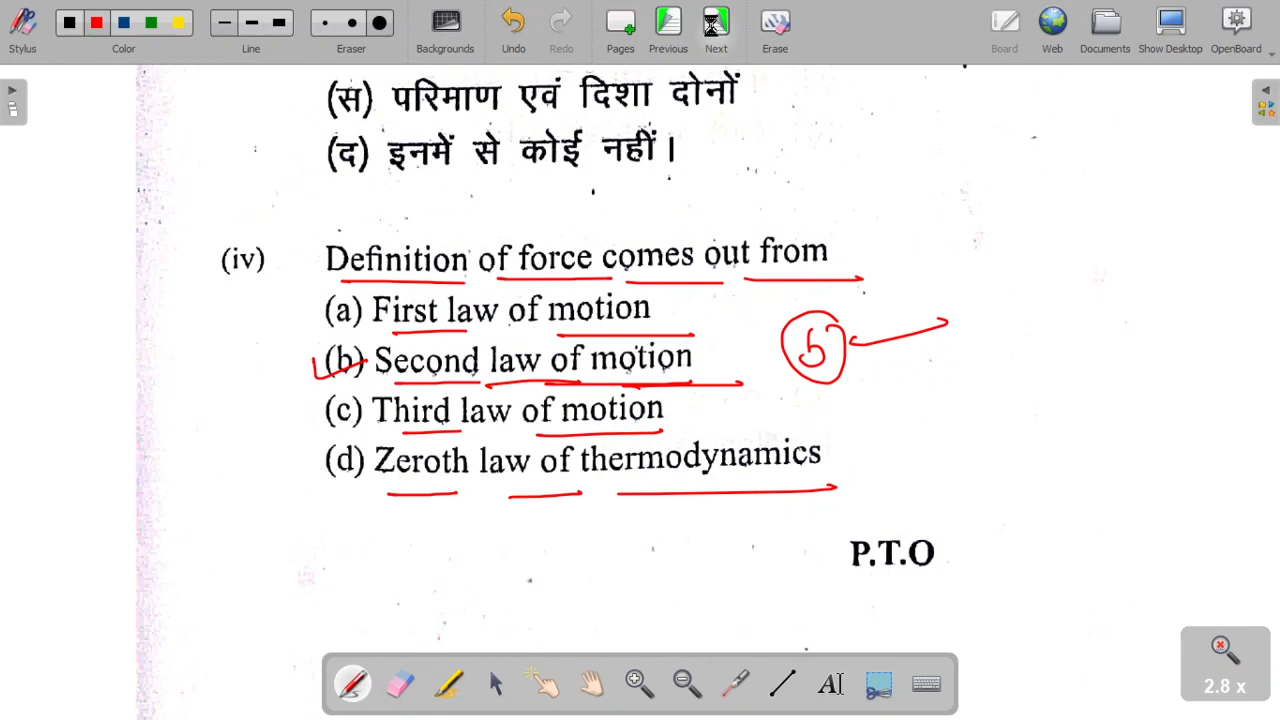 Stylus
Color
Line
Eraser
Backgrounds
Undo
Redo
Pages
Previous
Next
Erase
Board
Web
Documents
Show Desktop
OpenBoard
(स) परिमाण एवं दिशा दोनों
(द) इनमें से कोई नहीं।
(iv) Definition of force comes out from
(a) First law of motion
(b) Second law of motion
(c) Third law of motion
(d) Zeroth law of thermodynamics
P.T.O
2.8 x